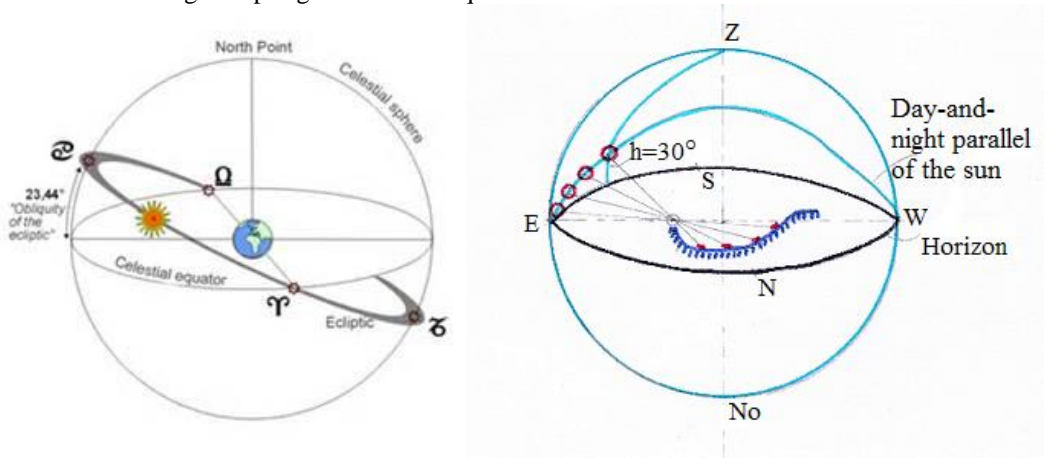 North Point
Celestial sphere
♋
Ω
23,44°
"Obliquity
of the
ecliptic"
Celestial equator
♈
Ecliptic
Z
Day-and-
night parallel
of the sun
h=30°
S
E
W
Horizon
N
No